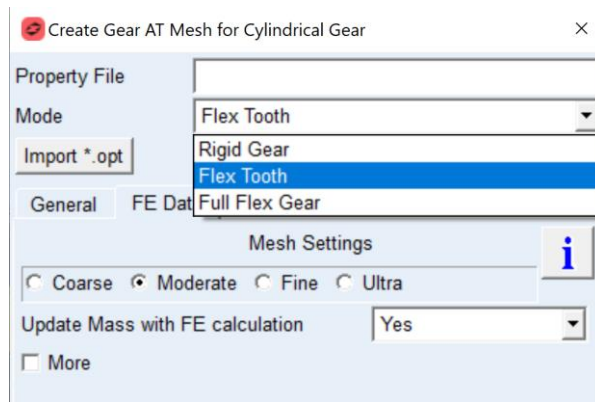 Create Gear AT Mesh for Cylindrical Gear
Property File
Mode Flex Tooth
Import *.opt Rigid Gear
Flex Tooth
General FE Dat Full Flex Gear
Mesh Settings
Coarse Moderate Fine Ultra
Update Mass with FE calculation Yes
More